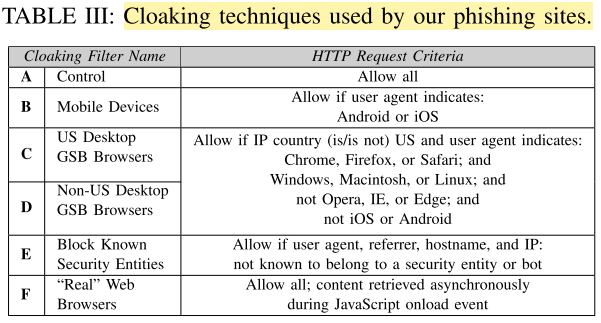 TABLE III: Cloaking techniques used by our phishing sites.
Cloaking Filter Name HTTP Request Criteria
A Control Allow all
B Mobile Devices Allow if user agent indicates:
Android or iOS
C US Desktop
GSB Browsers
D Non-US Desktop
GSB Browsers
Allow if IP country (is/is not) US and user agent indicates:
Chrome, Firefox, or Safari; and
Windows, Macintosh, or Linux; and
not Opera, IE, or Edge; and
not iOS or Android
E Block Known
Security Entities
Allow if user agent, referrer, hostname, and IP:
not known to belong to a security entity or bot
F “Real” Web
Browsers
Allow all; content retrieved asynchronously
during JavaScript onload event